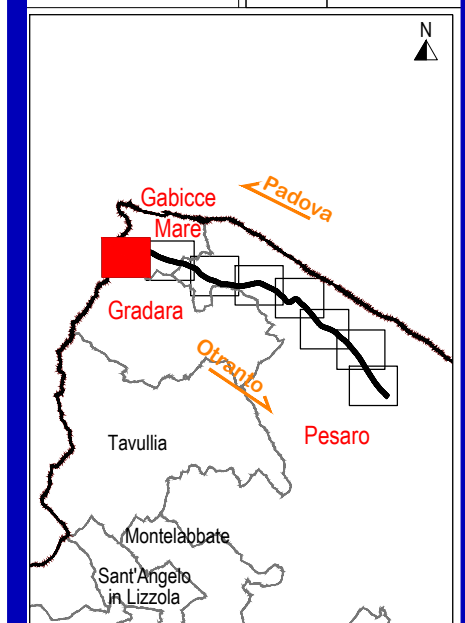 N
Padova
Gabicce
Mare
Gradara
Otranto
Pesaro
Tavullia
Montelabbate
Sant'Angelo
in Lizzola